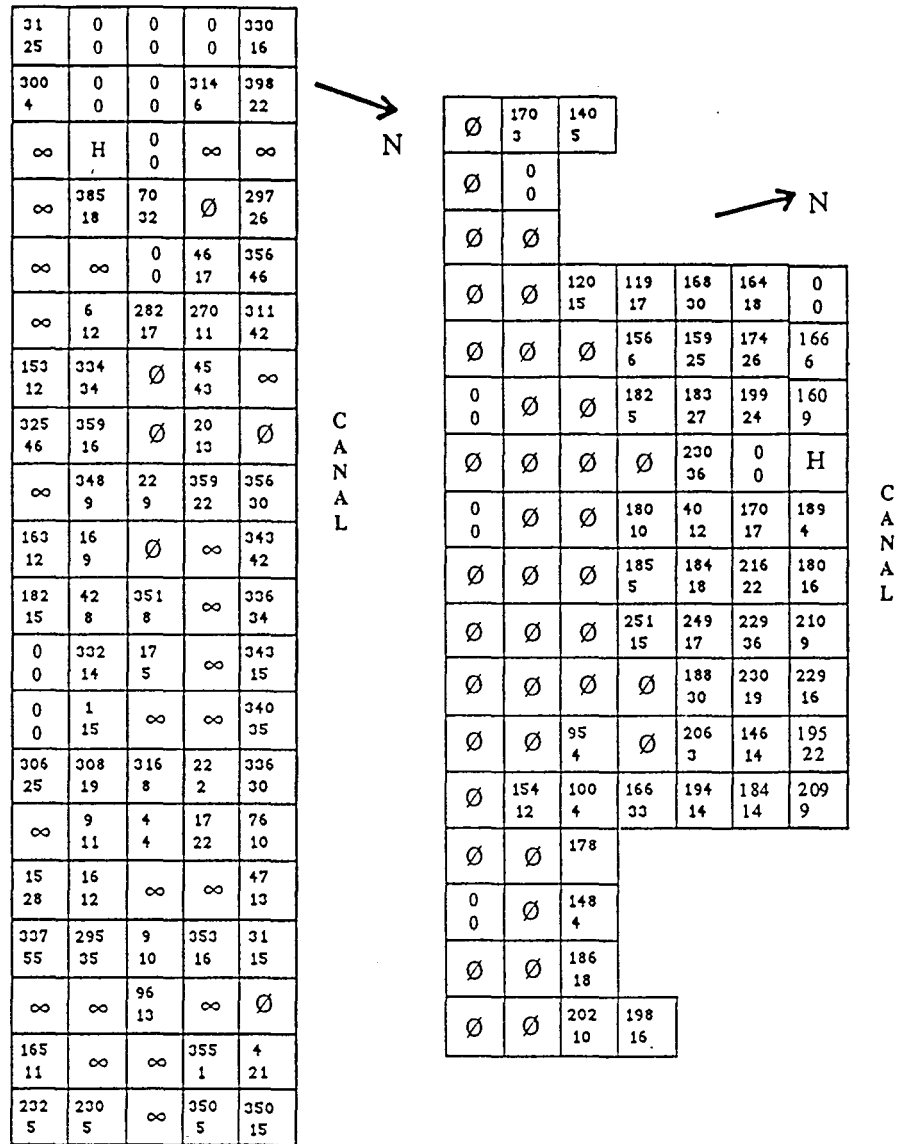 31 0 0 0 330
25 0 0 0 16
300 0 0 314 398
4 0 0 6 22
∞ H 0 ∞ ∞
0
∞ 385 70 Ø 297
18 32 26
∞ ∞ 0 46 356
0 17 46
∞ 6 282 270 311
12 17 11 42
153 334 Ø 45 ∞
12 34 43
325 359 Ø 20 Ø
46 16 13
∞ 348 22 359 356
9 9 22 30
163 16 Ø ∞ 343
12 9 42
182 42 351 ∞ 336
15 8 8 34
0 332 17 ∞ 343
0 14 5 15
0 1 ∞ ∞ 340
0 15 35
306 308 316 22 336
25 19 8 2 30
∞ 9 4 17 76
11 4 22 10
15 16 ∞ ∞ 47
28 12 13
337 295 9 353 31
55 35 10 16 15
∞ ∞ 96 ∞ Ø
13
165 ∞ ∞ 355 4
11 1 21
232 230 ∞ 350 350
5 5 5 15
N
CANAL
Ø 170 140
3 5
Ø 0
0
Ø Ø
N
Ø Ø 120 119 168 164 0
15 17 30 18 0
Ø Ø Ø 156 159 174 166
6 25 26 6
0 Ø Ø 182 183 199 160
0 5 27 24 9
Ø Ø Ø Ø 230 0 H
36 0
0 Ø Ø 180 40 170 189
0 10 12 17 4
Ø Ø Ø 185 184 216 180
5 18 22 16
Ø Ø Ø 251 249 229 210
15 17 36 9
Ø Ø Ø Ø 188 230 229
30 19 16
Ø Ø 95 Ø 206 146 195
4 3 14 22
Ø 154 100 166 194 184 209
12 4 33 14 14 9
Ø Ø 178
0 Ø 148
0 4
Ø Ø 186
18
Ø Ø 202 198
10 16
CANAL